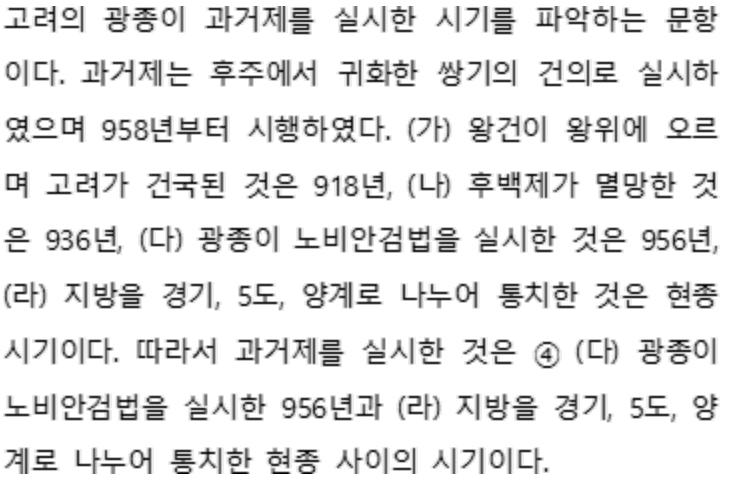 고려의 광종이 과거제를 실시한 시기를 파악하는 문항
이다. 과거제는 후주에서 귀화한 쌍기의 건의로 실시하
였으며 958년부터 시행하였다. (가) 왕건이 왕위에 오르
며 고려가 건국된 것은 918년, (나) 후백제가 멸망한 것
은 936년, (다) 광종이 노비안검법을 실시한 것은 956년,
(라) 지방을 경기, 5도, 양계로 나누어 통치한 것은 현종
시기이다. 따라서 과거제를 실시한 것은 ④ (다) 광종이
노비안검법을 실시한 956년과 (라) 지방을 경기, 5도, 양
계로 나누어 통치한 현종 사이의 시기이다.